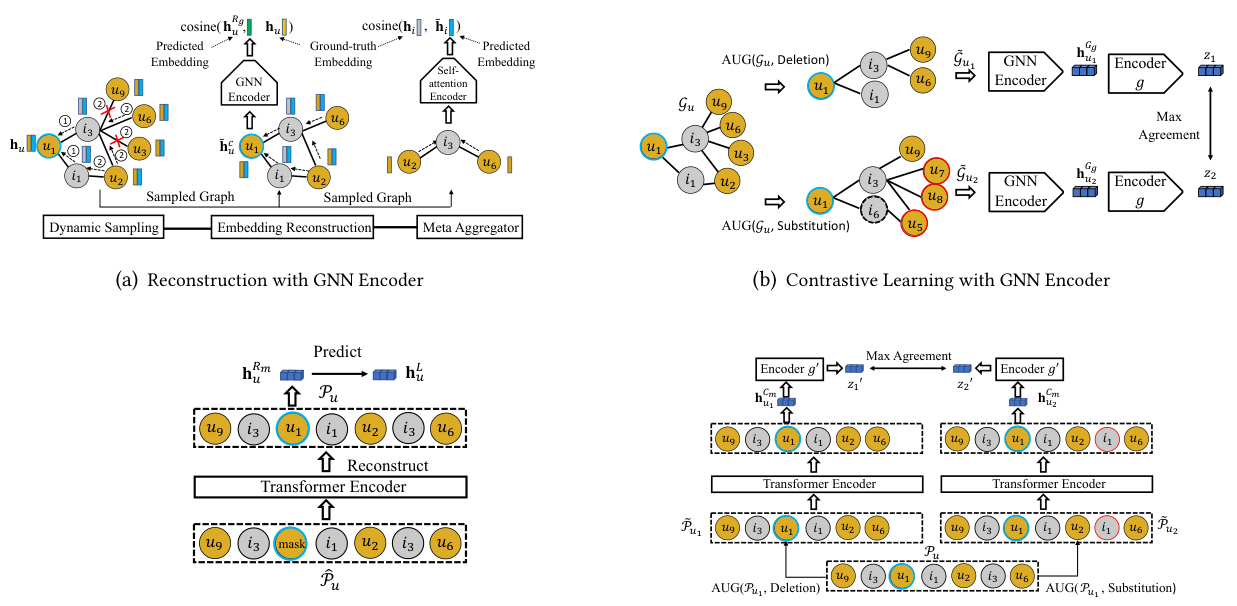 cosine(h_u^{R_g}, h_u)
cosine(h_i, h̄_i)
Predicted Embedding
Ground-truth Embedding
Predicted Embedding
GNN Encoder
Self-attention Encoder
h_u
u_9
u_6
u_3
u_2
u_1
i_3
i_1
① ② ② ② ① ②
h̃_u^c
u_1
i_3
u_6
i_1
u_2
u_2
i_3
u_6
Sampled Graph
Sampled Graph
Dynamic Sampling
Embedding Reconstruction
Meta Aggregator
(a) Reconstruction with GNN Encoder
𝒢_u
u_1
i_3
i_1
u_9
u_6
u_3
u_2
AUG(𝒢_u, Deletion)
u_1
i_3
i_1
u_9
u_6
𝒢̃_{u_1}
GNN Encoder
h_{u_1}^{G_g}
Encoder g
z_1
Max Agreement
AUG(𝒢_u, Substitution)
u_1
i_3
i_6
u_9
u_7
u_8
u_5
𝒢̃_{u_2}
GNN Encoder
h_{u_2}^{G_g}
Encoder g
z_2
(b) Contrastive Learning with GNN Encoder
Predict
h_u^{R_m}
h_u^L
𝒫_u
u_9 i_3 u_1 i_1 u_2 i_3 u_6
Reconstruct
Transformer Encoder
u_9 i_3 mask i_1 u_2 i_3 u_6
𝒫̂_u
Encoder g′
Max Agreement
Encoder g′
z_1′
z_2′
h_{u_1}^{C_m}
h_{u_2}^{C_m}
u_9 i_3 u_1 i_1 u_2 u_6
u_9 i_3 u_1 i_1 u_2 i_1 u_6
Transformer Encoder
Transformer Encoder
𝒫̃_{u_1}
u_9 i_3 u_1 i_1 u_2 u_6
u_9 i_3 u_1 i_1 u_2 i_1 u_6
𝒫̃_{u_2}
𝒫_u
u_9 i_3 u_1 i_1 u_2 i_3 u_6
AUG(𝒫_{u_1}, Deletion)
AUG(𝒫_{u_1}, Substitution)